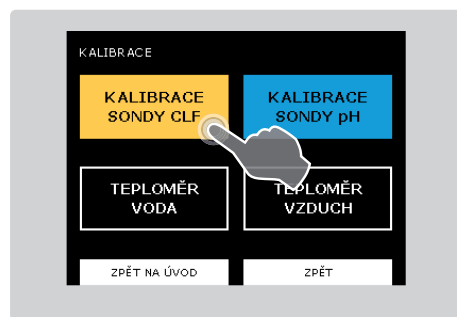 KALIBRACE
KALIBRACE
SONDY CLF
KALIBRACE
SONDY pH
TEPLOMĚR
VODA
TEPLOMĚR
VZDUCH
ZPĚT NA ÚVOD
ZPĚT